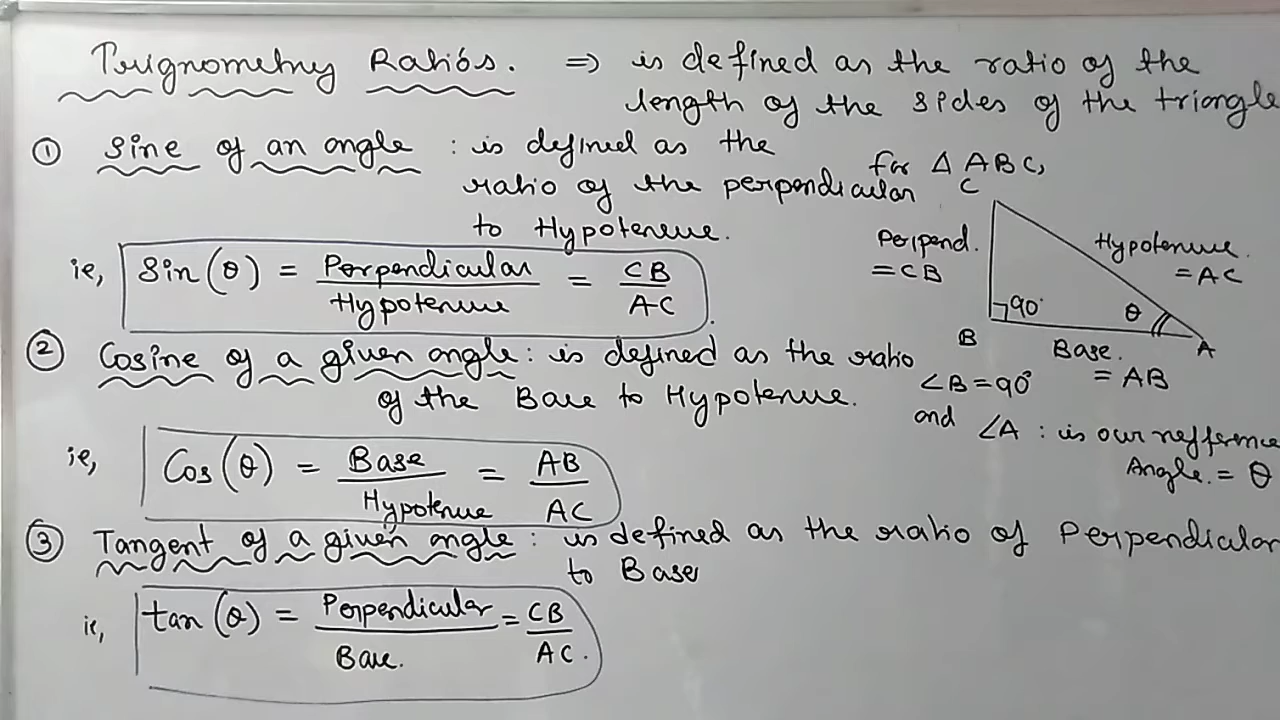 Trignometry Ratios. ⇒ is defined as the ratio of the
length of the sides of the triangle
① Sine of an angle : is defined as the
ratio of the perpendicular
to Hypotenuse.
ie, Sin(θ) = Perpendicular / Hypotenuse = CB / AC
for Δ ABC,
C
Perpend.
= CB
Hypotenuse
= AC
90°
θ
B
A
Base.
= AB
∠B = 90°
and ∠A : is our refference
Angle. = θ
② Cosine of a given angle : is defined as the ratio
of the Base to Hypotenuse.
ie, Cos(θ) = Base / Hypotenuse = AB / AC
③ Tangent of a given angle : is defined as the ratio of Perpendicular
to Base
ie, tan(θ) = Perpendicular / Base. = CB / AC.